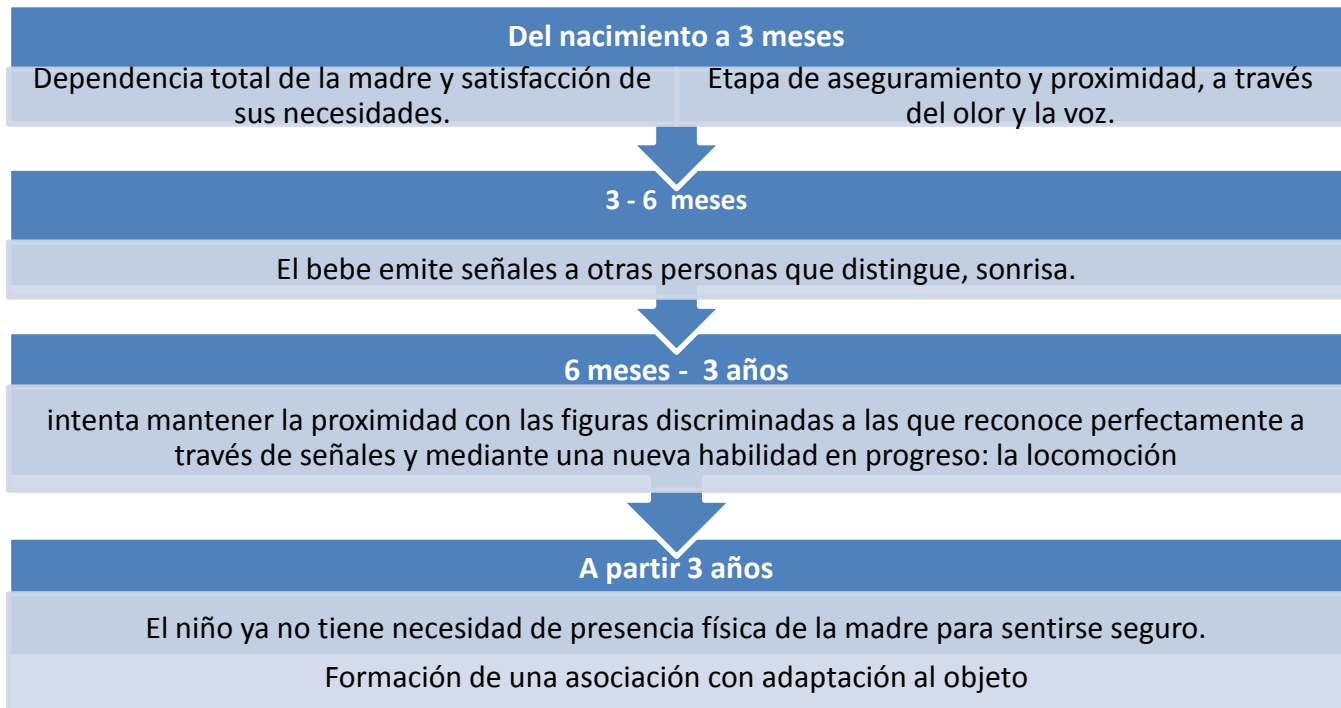 Del nacimiento a 3 meses
Dependencia total de la madre y satisfacción de
sus necesidades.
Etapa de aseguramiento y proximidad, a través
del olor y la voz.
3 - 6 meses
El bebe emite señales a otras personas que distingue, sonrisa.
6 meses - 3 años
intenta mantener la proximidad con las figuras discriminadas a las que reconoce perfectamente a
través de señales y mediante una nueva habilidad en progreso: la locomoción
A partir 3 años
El niño ya no tiene necesidad de presencia física de la madre para sentirse seguro.
Formación de una asociación con adaptación al objeto